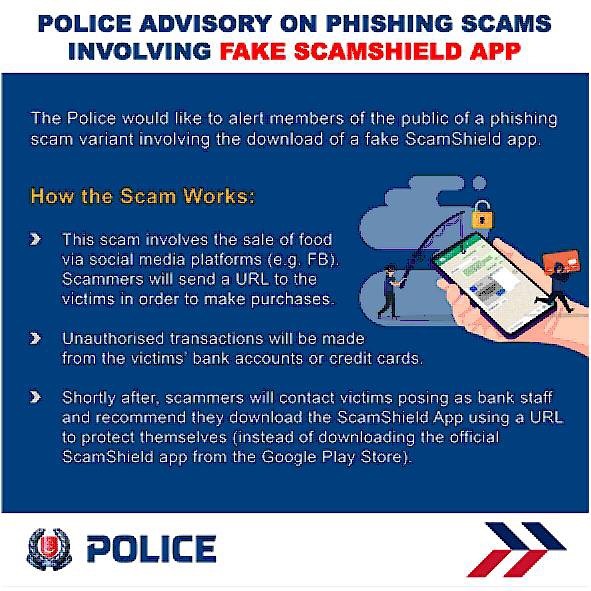 POLICE ADVISORY ON PHISHING SCAMS
INVOLVING FAKE SCAMSHIELD APP
The Police would like to alert members of the public of a phishing
scam variant involving the download of a fake ScamShield app.
How the Scam Works:
This scam involves the sale of food
via social media platforms (e.g. FB).
Scammers will send a URL to the
victims in order to make purchases.
Unauthorised transactions will be made
from the victims' bank accounts or credit cards.
Shortly after, scammers will contact victims posing as bank staff
and recommend they download the ScamShield App using a URL
to protect themselves (instead of downloading the official
ScamShield app from the Google Play Store).
POLICE